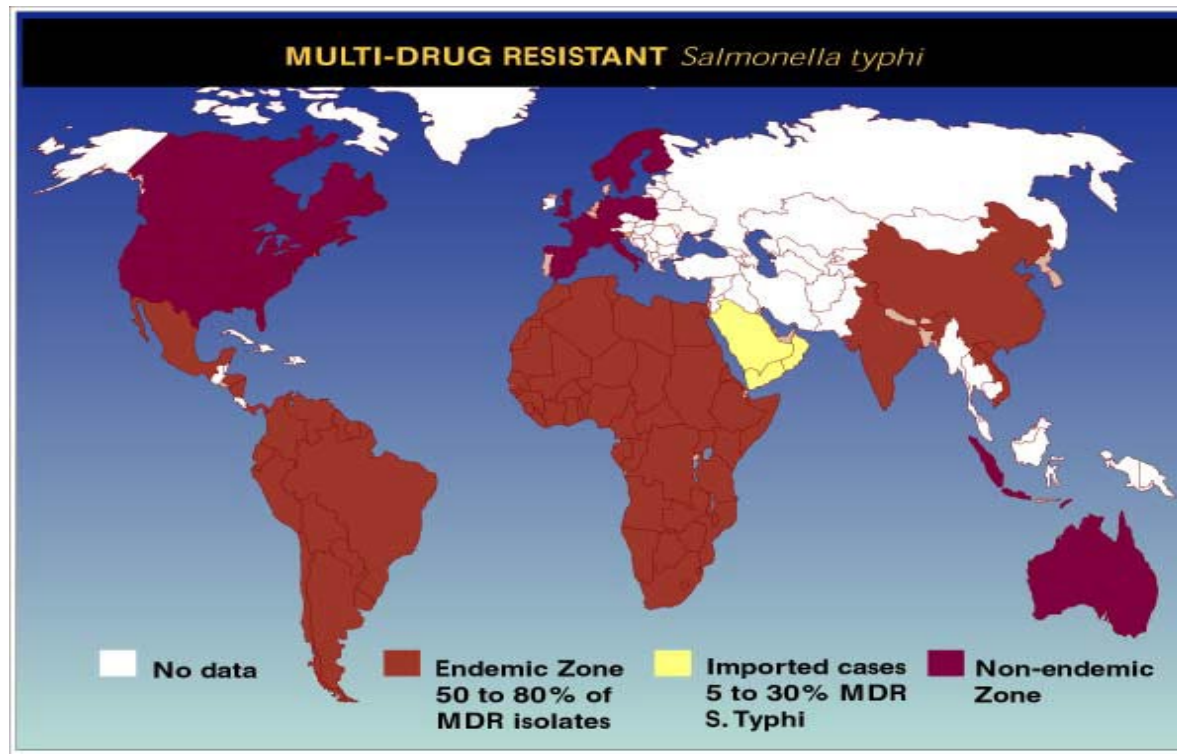 MULTI-DRUG RESISTANT Salmonella typhi
No data
Endemic Zone
50 to 80% of
MDR isolates
Imported cases
5 to 30% MDR
S. Typhi
Non-endemic
Zone